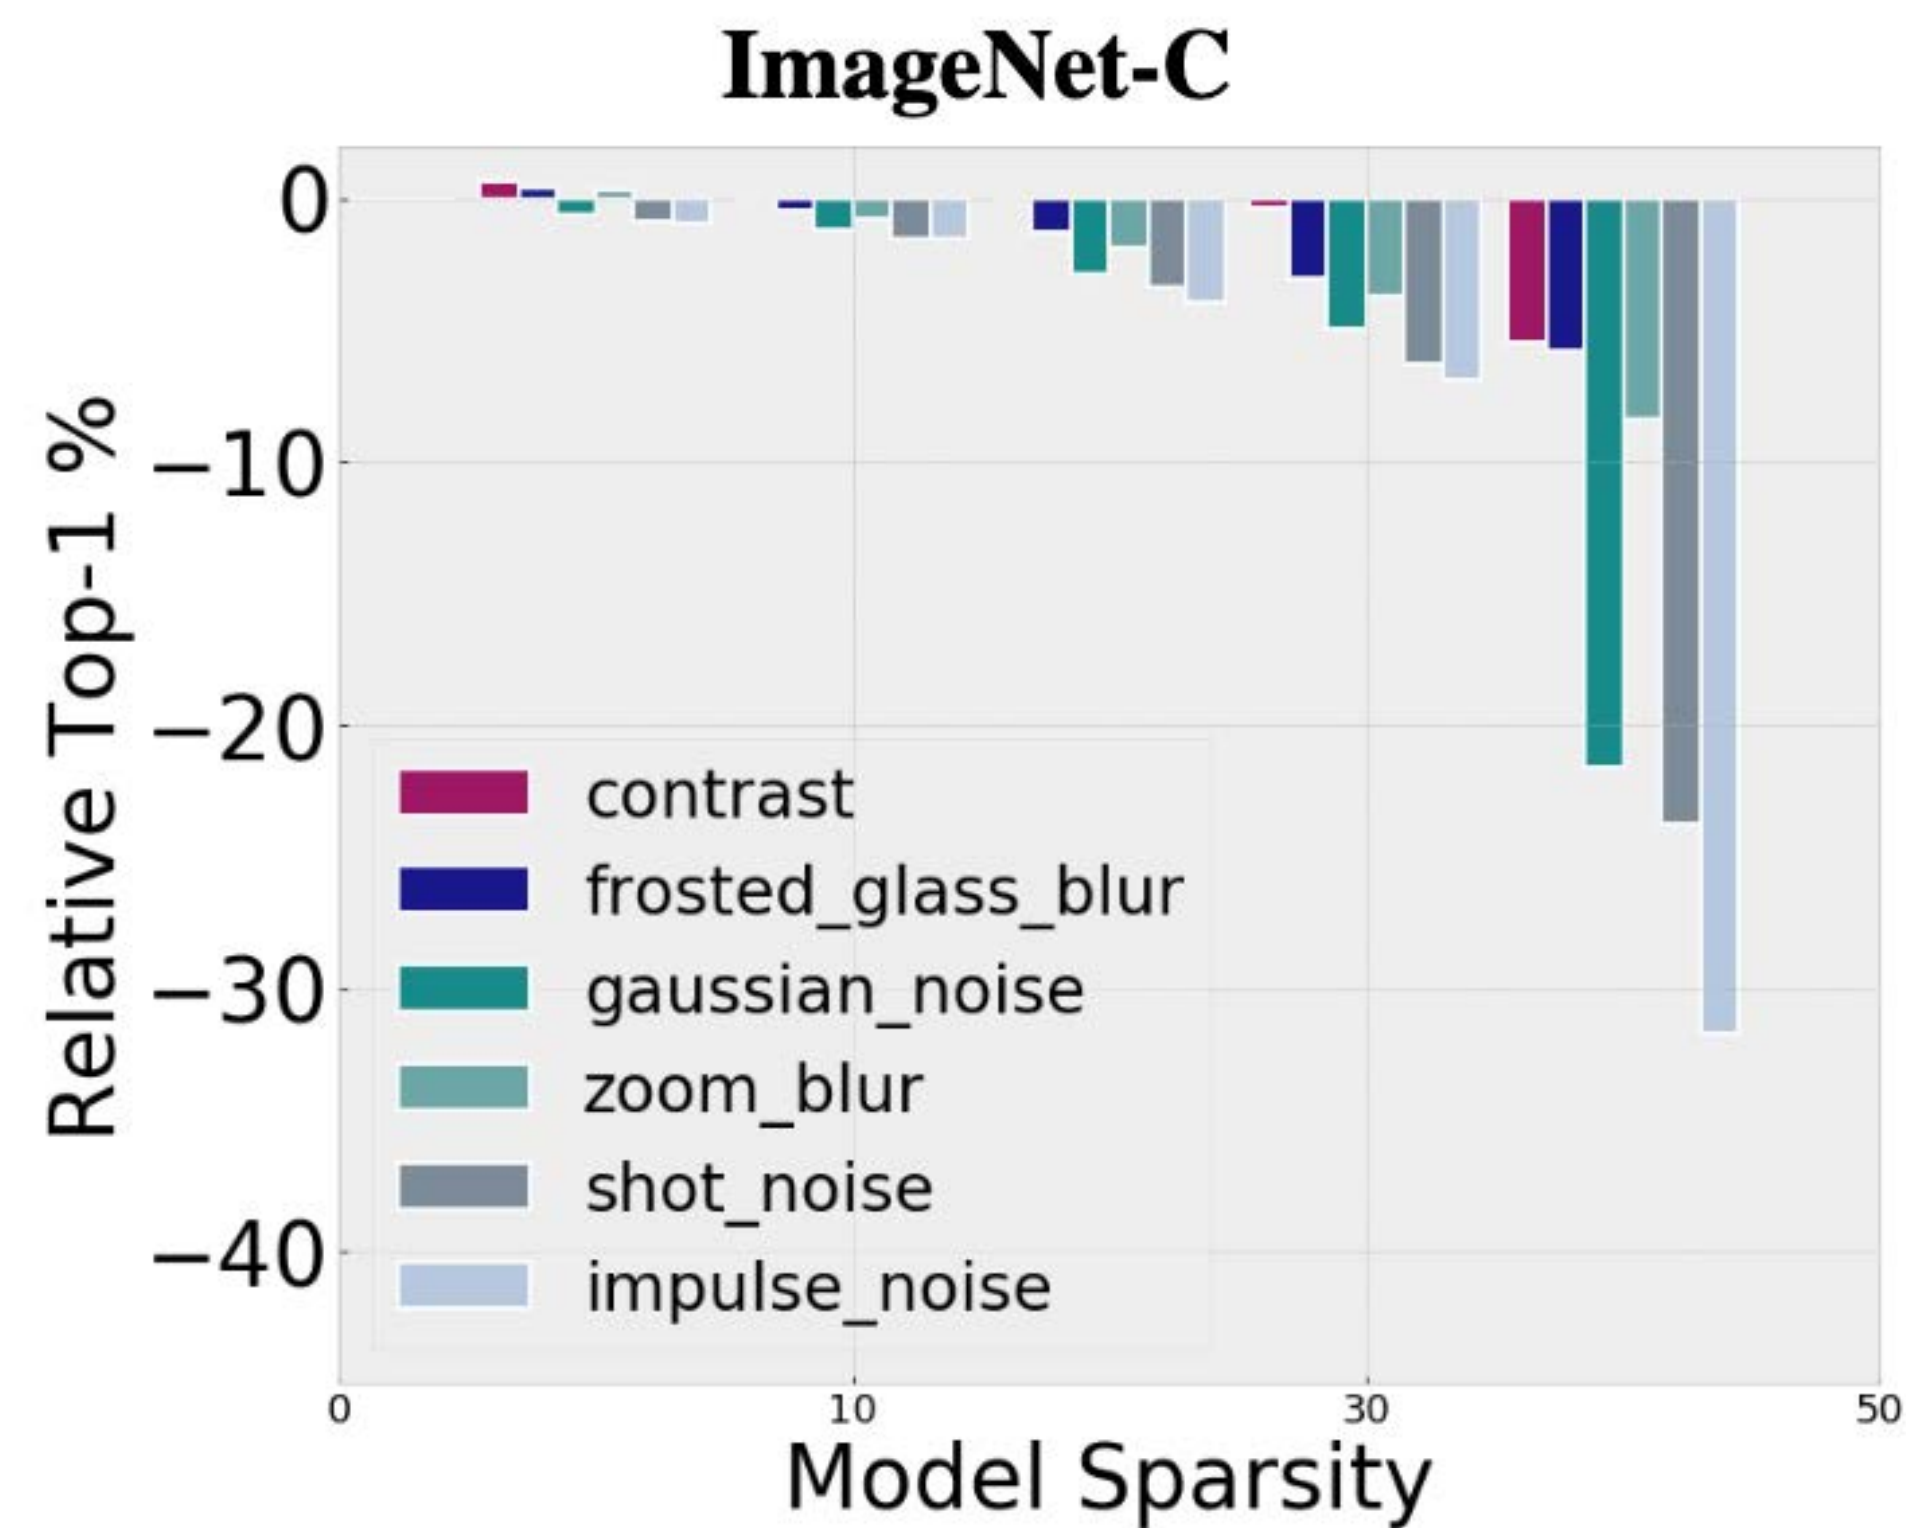 ImageNet-C
Relative Top-1 %
0
−10
−20
−30
−40
contrast
frosted_glass_blur
gaussian_noise
zoom_blur
shot_noise
impulse_noise
0 10 30 50
Model Sparsity